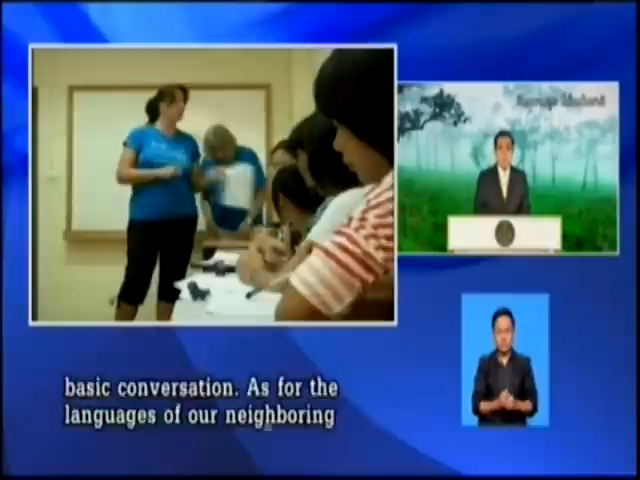 basic conversation. As for the
languages of our neighboring